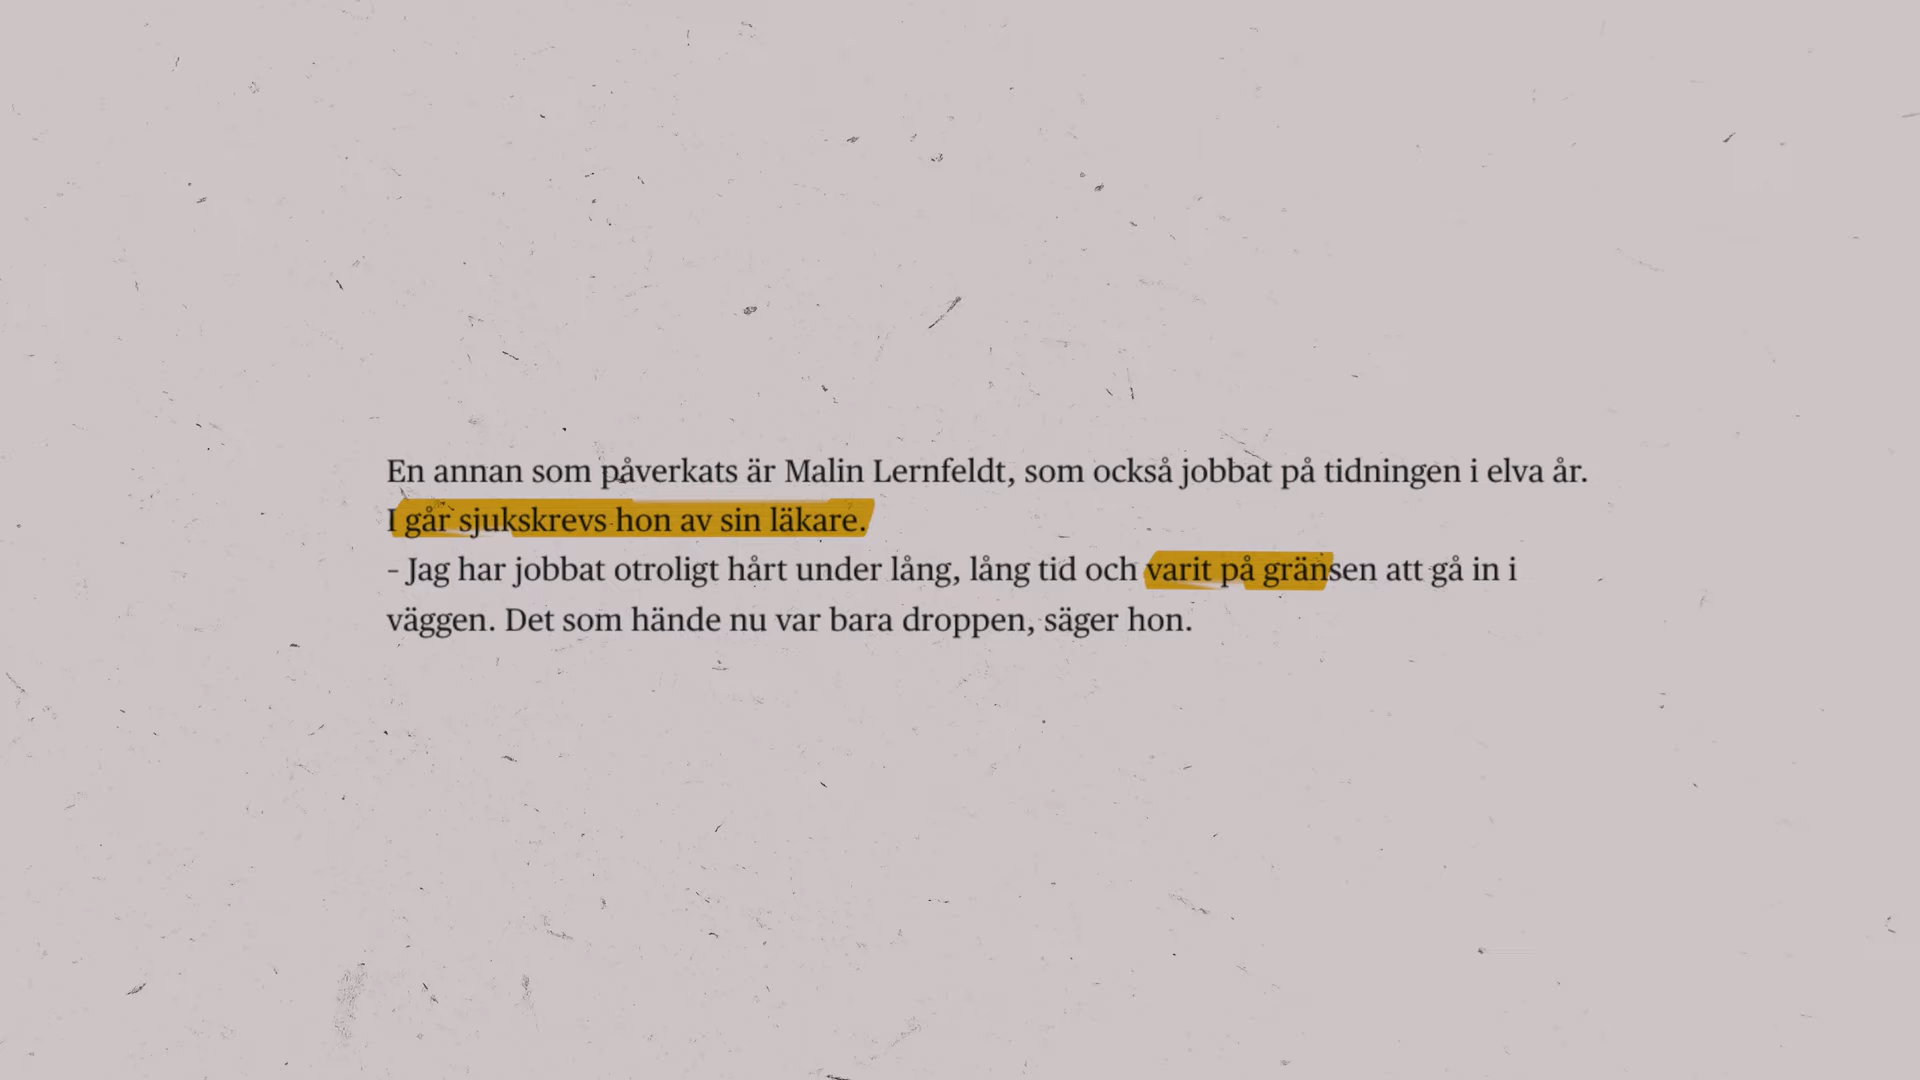 En annan som påverkats är Malin Lernfeldt, som också jobbat på tidningen i elva år.
I går sjukskrevs hon av sin läkare.
– Jag har jobbat otroligt hårt under lång, lång tid och varit på gränsen att gå in i
väggen. Det som hände nu var bara droppen, säger hon.